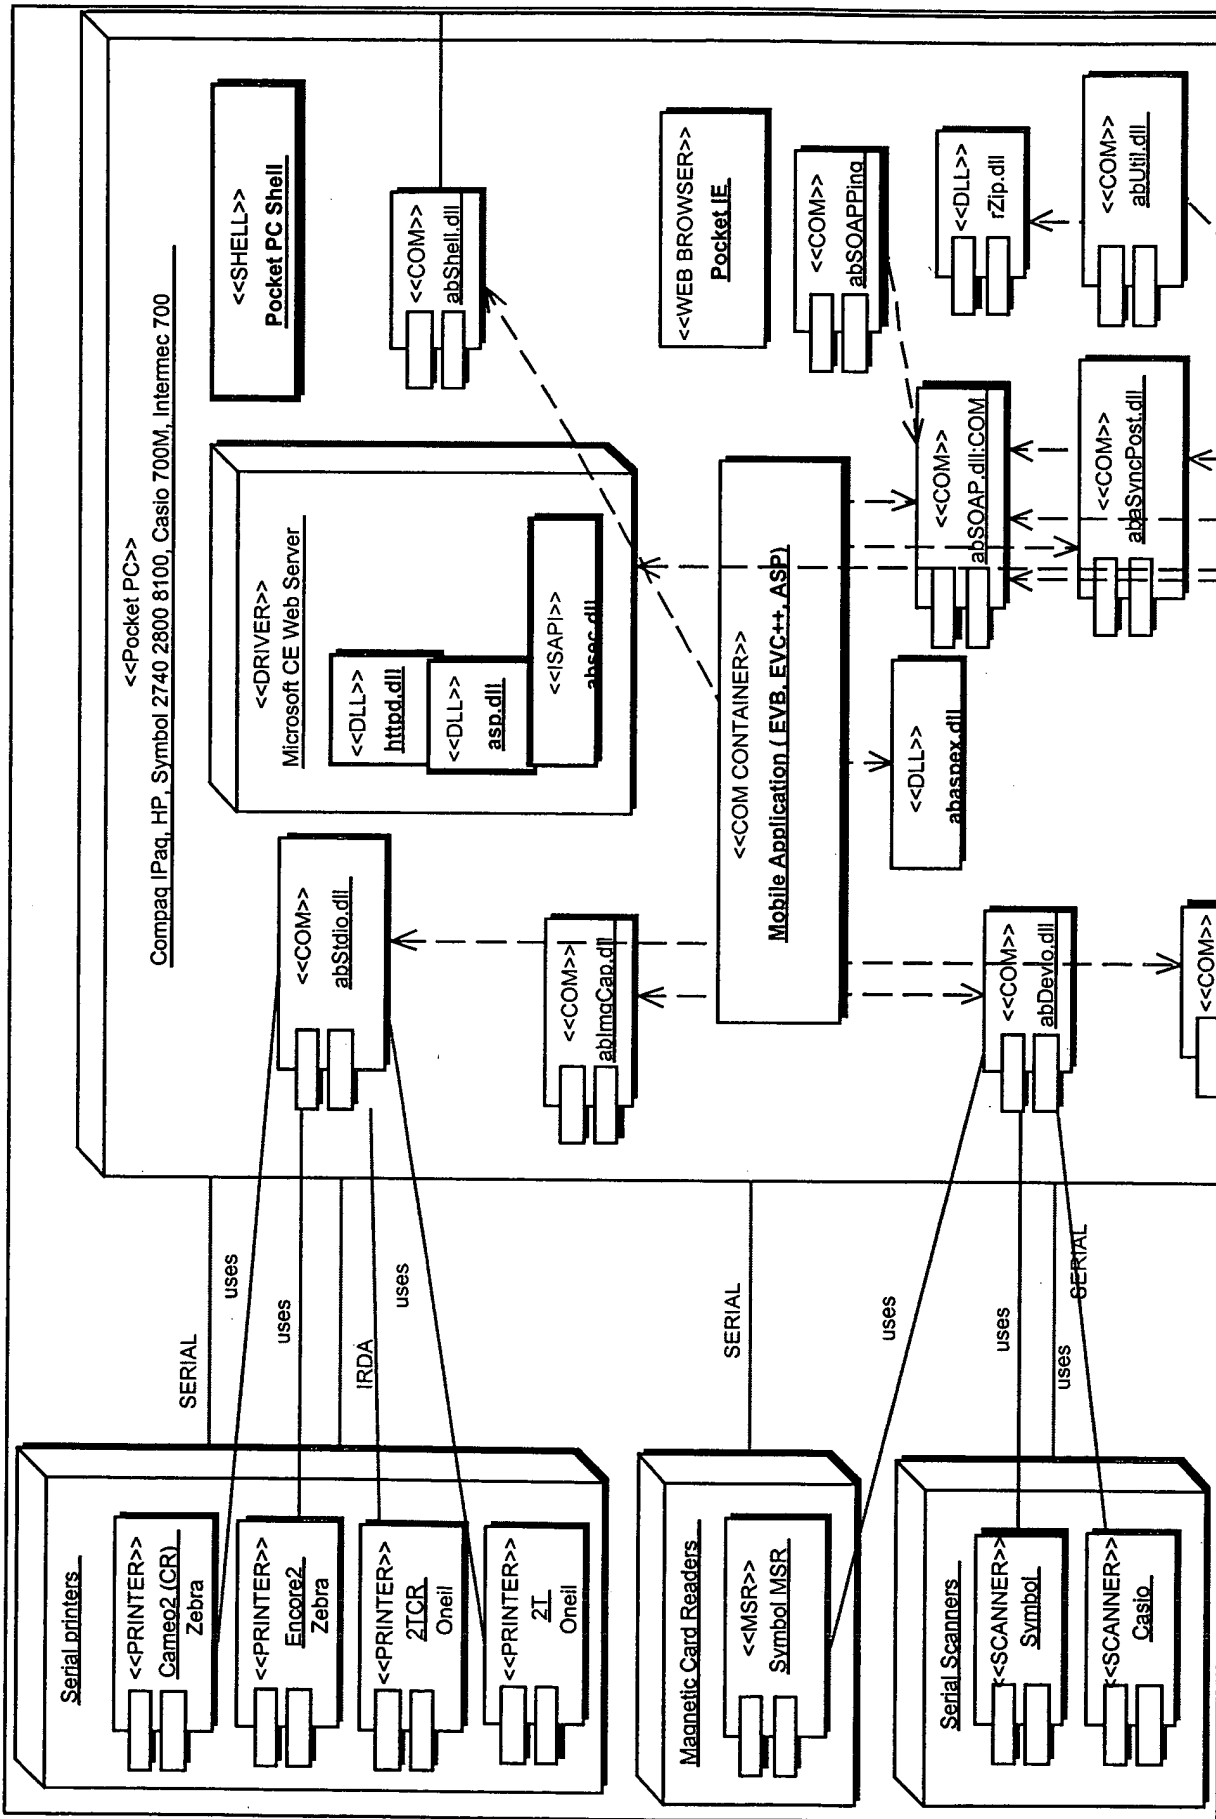 <<Pocket PC>>
Compaq IPaq, HP, Symbol 2740 2800 8100, Casio 700M, Intermec 700
<<SHELL>>
Pocket PC Shell
<<COM>>
abShell.dll
<<DRIVER>>
Microsoft CE Web Server
<<DLL>>
httpd.dll
<<DLL>>
asp.dll
<<ISAPI>>
absec.dll
<<COM>>
abStdio.dll
<<COM>>
abImgCap.dll
<<WEB BROWSER>>
Pocket IE
<<COM>>
abSOAPPing
<<COM CONTAINER>>
Mobile Application ( EVB, EVC++, ASP)
<<DLL>>
rZip.dll
<<COM>>
abSOAP.dll:COM
<<DLL>>
abaspex.dll
<<COM>>
abUtil.dll
<<COM>>
abaSyncPost.dll
<<COM>>
abDevIo.dll
<<COM>>
SERIAL
uses
uses
IRDA
uses
SERIAL
uses
uses
SERIAL
uses
Serial printers
<<PRINTER>>
Cameo2 (CR)
Zebra
<<PRINTER>>
Encore2
Zebra
<<PRINTER>>
2TCR
Oneil
<<PRINTER>>
2T
Oneil
Magnetic Card Readers
<<MSR>>
Symbol MSR
Serial Scanners
<<SCANNER>>
Symbol
<<SCANNER>>
Casio